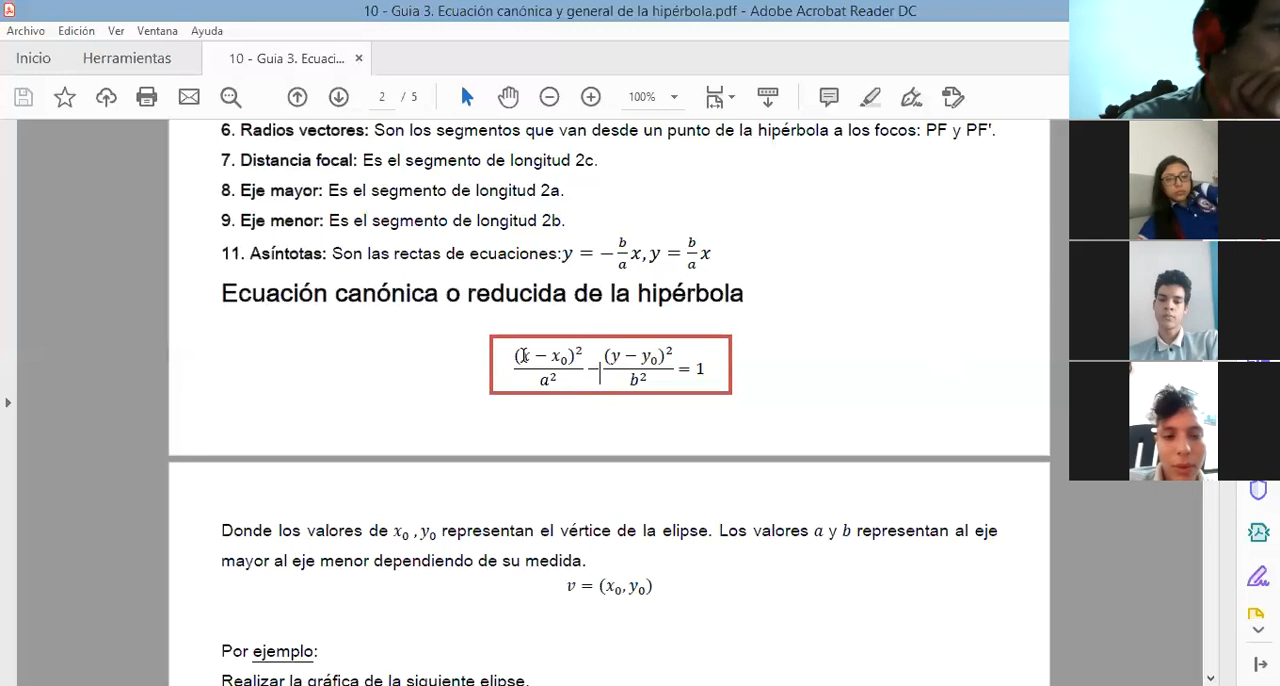 10 - Guia 3. Ecuación canónica y general de la hipérbola.pdf - Adobe Acrobat Reader DC
Archivo Edición Ver Ventana Ayuda
Inicio Herramientas 10 - Guia 3. Ecuaci... ×
2 / 5 100%
6. Radios vectores: Son los segmentos que van desde un punto de la hipérbola a los focos: PF y PF'.
7. Distancia focal: Es el segmento de longitud 2c.
8. Eje mayor: Es el segmento de longitud 2a.
9. Eje menor: Es el segmento de longitud 2b.
11. Asíntotas: Son las rectas de ecuaciones: y = − b/a x, y = b/a x
Ecuación canónica o reducida de la hipérbola
(x − x₀)²/a² − (y − y₀)²/b² = 1
Donde los valores de x₀ , y₀ representan el vértice de la elipse. Los valores a y b representan al eje
mayor al eje menor dependiendo de su medida.
v = (x₀, y₀)
Por ejemplo:
Realizar la gráfica de la siguiente elipse.